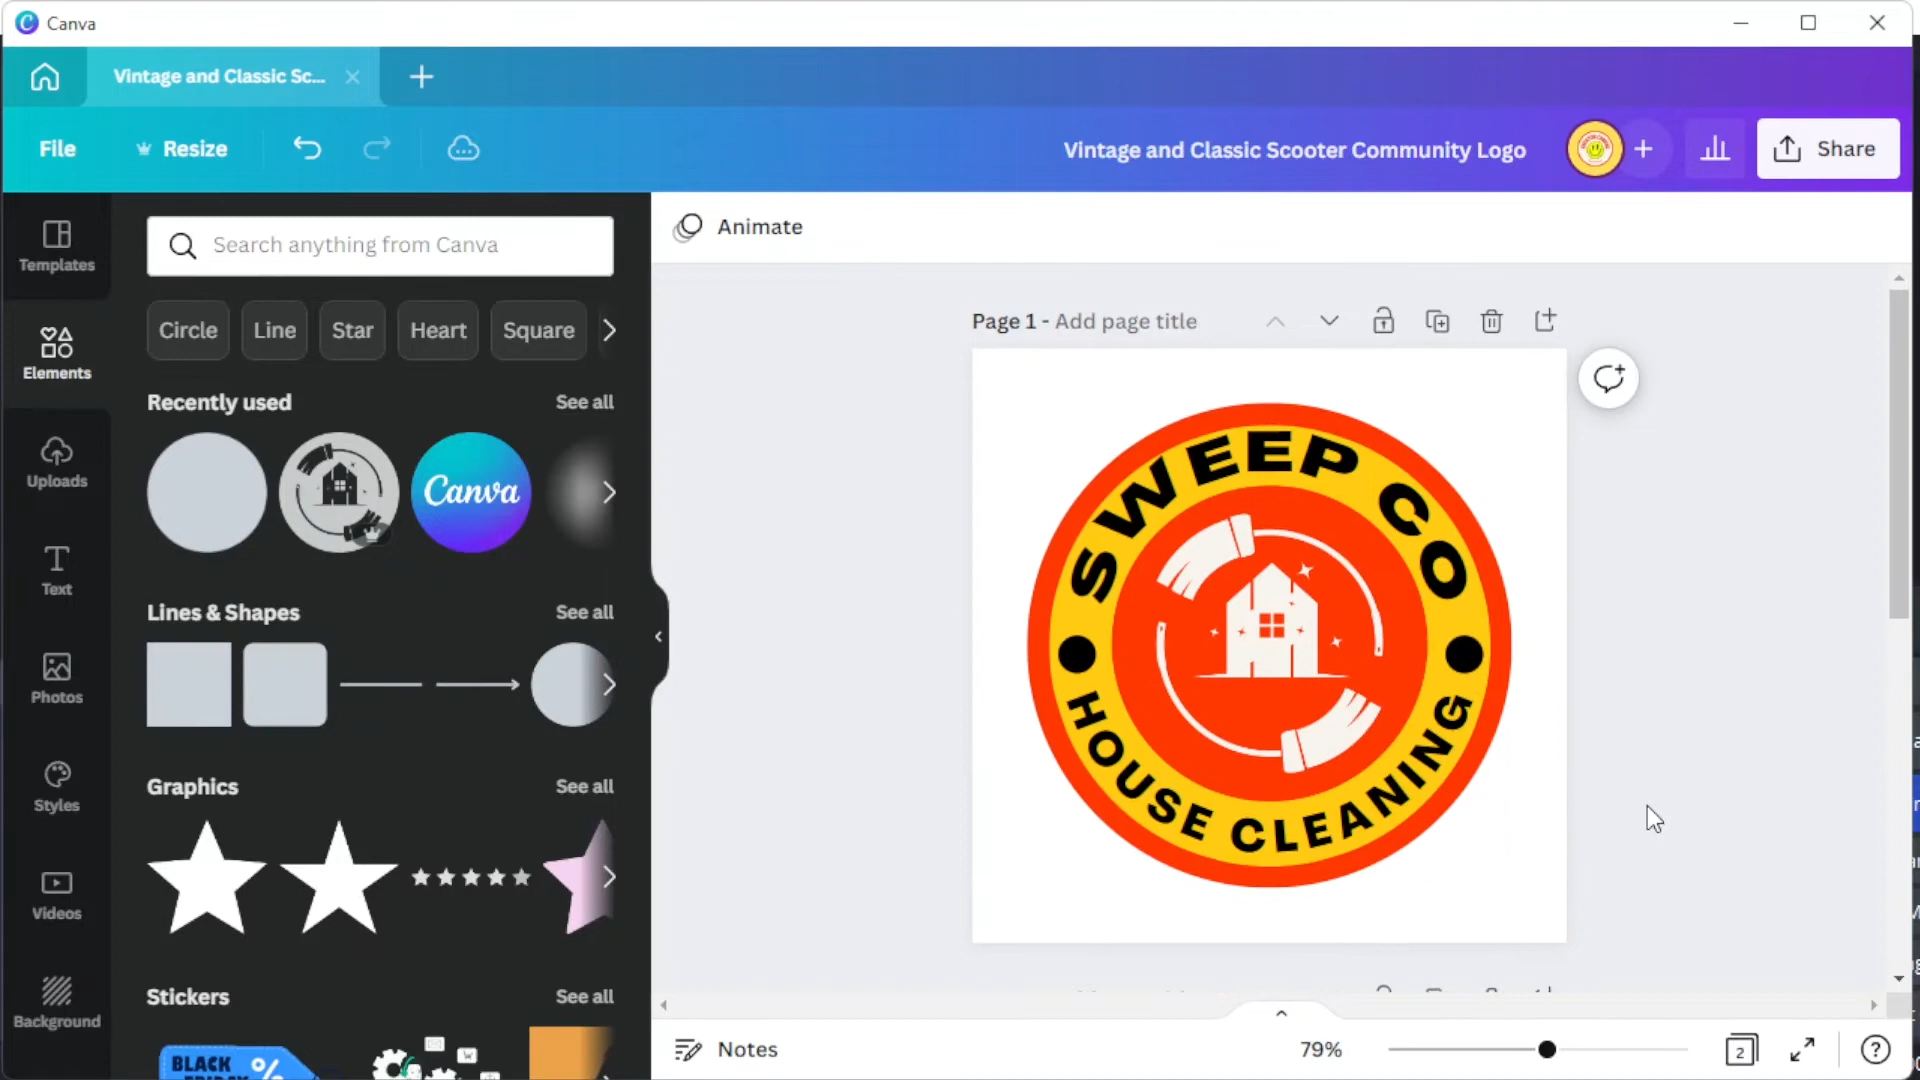 Canva
Vintage and Classic Sc...
File
Resize
Vintage and Classic Scooter Community Logo
Share
Templates
Elements
Uploads
Text
Photos
Styles
Videos
Background
Search anything from Canva
Circle
Line
Star
Heart
Square
Recently used
See all
Canva
Lines & Shapes
See all
Graphics
See all
Stickers
See all
BLACK
%
Animate
Page 1 - Add page title
SWEEP CO
HOUSE CLEANING
Notes
79%
2
?